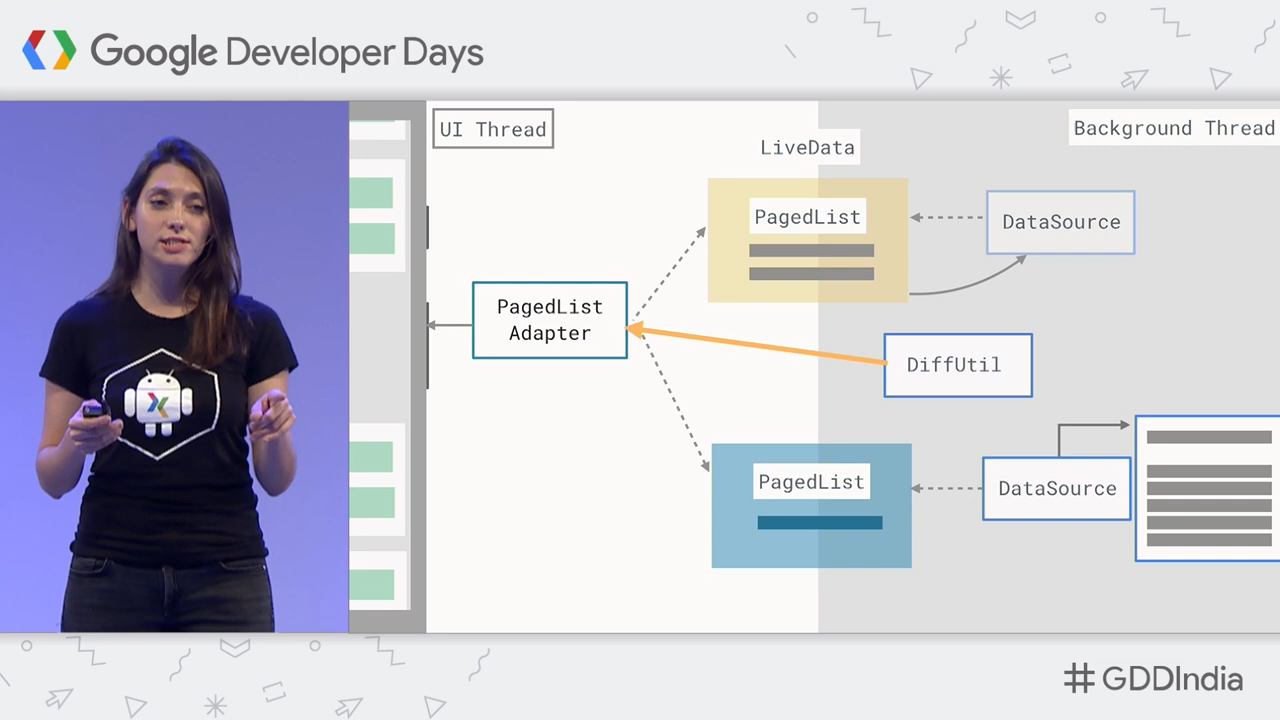 Google Developer Days
UI Thread
Background Thread
LiveData
PagedList
DataSource
PagedList
Adapter
DiffUtil
PagedList
DataSource
#GDDIndia